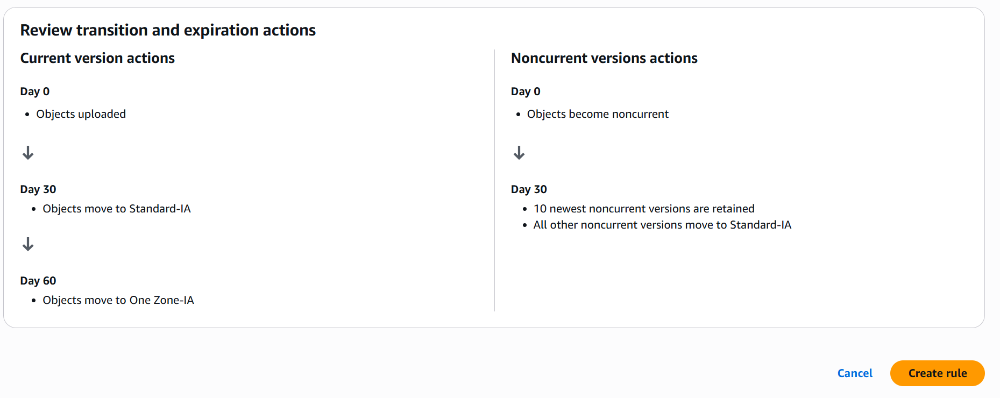 Review transition and expiration actions
Current version actions
Day 0
Objects uploaded
Day 30
Objects move to Standard-IA
Day 60
Objects move to One Zone-IA
Noncurrent versions actions
Day 0
Objects become noncurrent
Day 30
10 newest noncurrent versions are retained
All other noncurrent versions move to Standard-IA
Cancel
Create rule